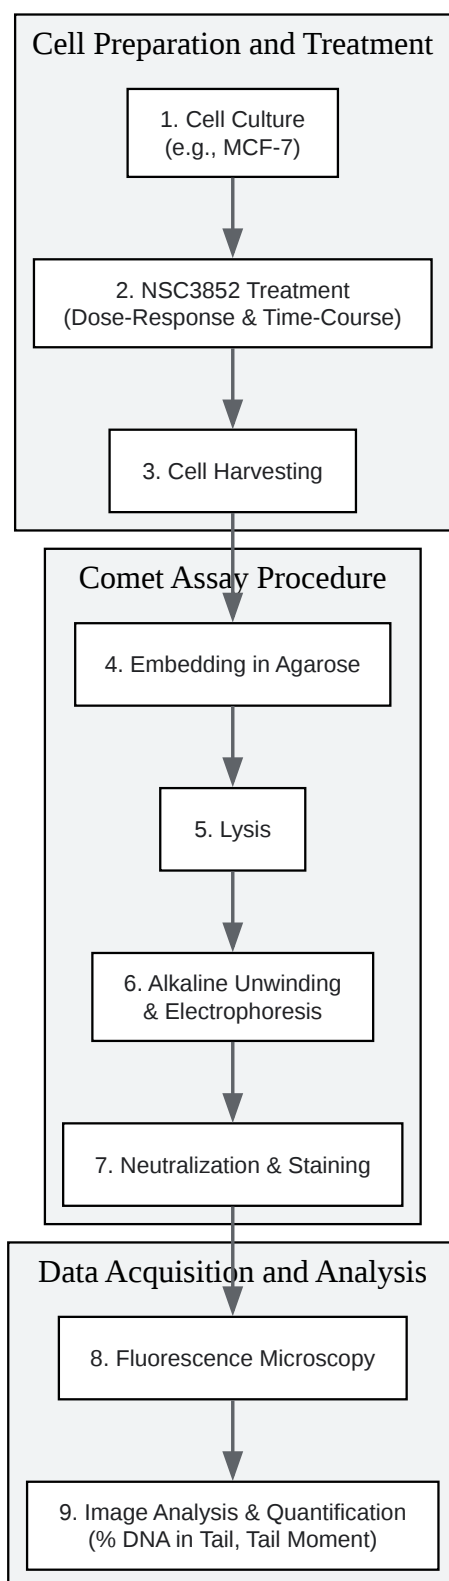 Cell Preparation and Treatment
1. Cell Culture
(e.g., MCF-7)
2. NSC3852 Treatment
(Dose-Response & Time-Course)
3. Cell Harvesting
Comet Assay Procedure
4. Embedding in Agarose
5. Lysis
6. Alkaline Unwinding
& Electrophoresis
7. Neutralization & Staining
Data Acquisition and Analysis
8. Fluorescence Microscopy
9. Image Analysis & Quantification
(% DNA in Tail, Tail Moment)